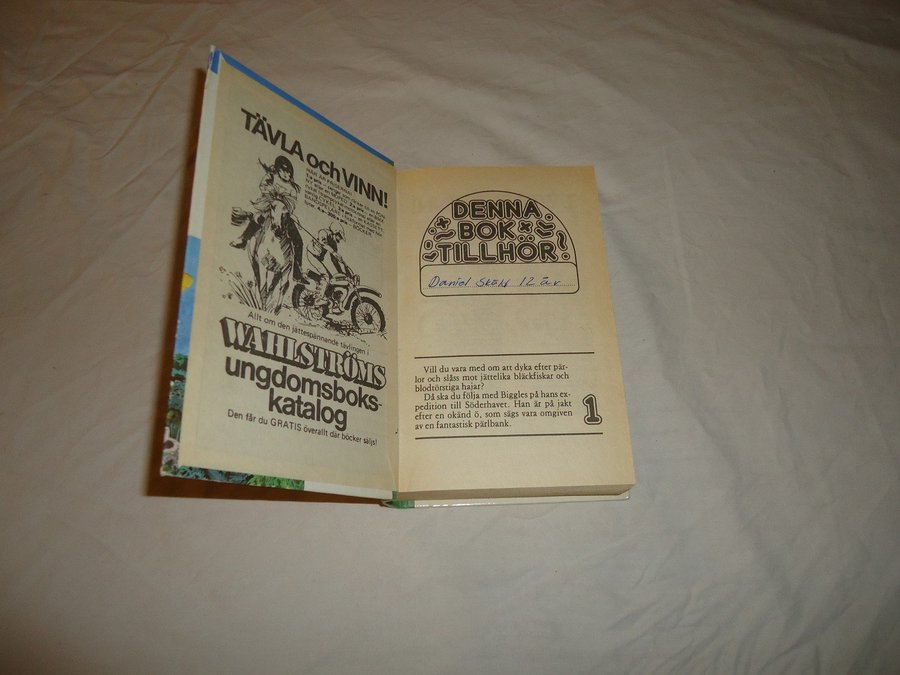 TÄVLA och VINN!
Allt om den jättespännande tävlingen i
WAHLSTRÖMS
ungdomsboks-
katalog
Den får du GRATIS överallt där böcker säljs!
DENNA
BOK
TILLHÖR
Daniel Sköld 12 år
Vill du vara med om att dyka efter pär-
lor och slåss mot jättelika bläckfiskar och
blodtörstiga hajar?
Då ska du följa med Biggles på hans ex-
pedition till Söderhavet. Han är på jakt
efter en okänd ö, som sägs vara omgiven
av en fantastisk pärlbank.
1